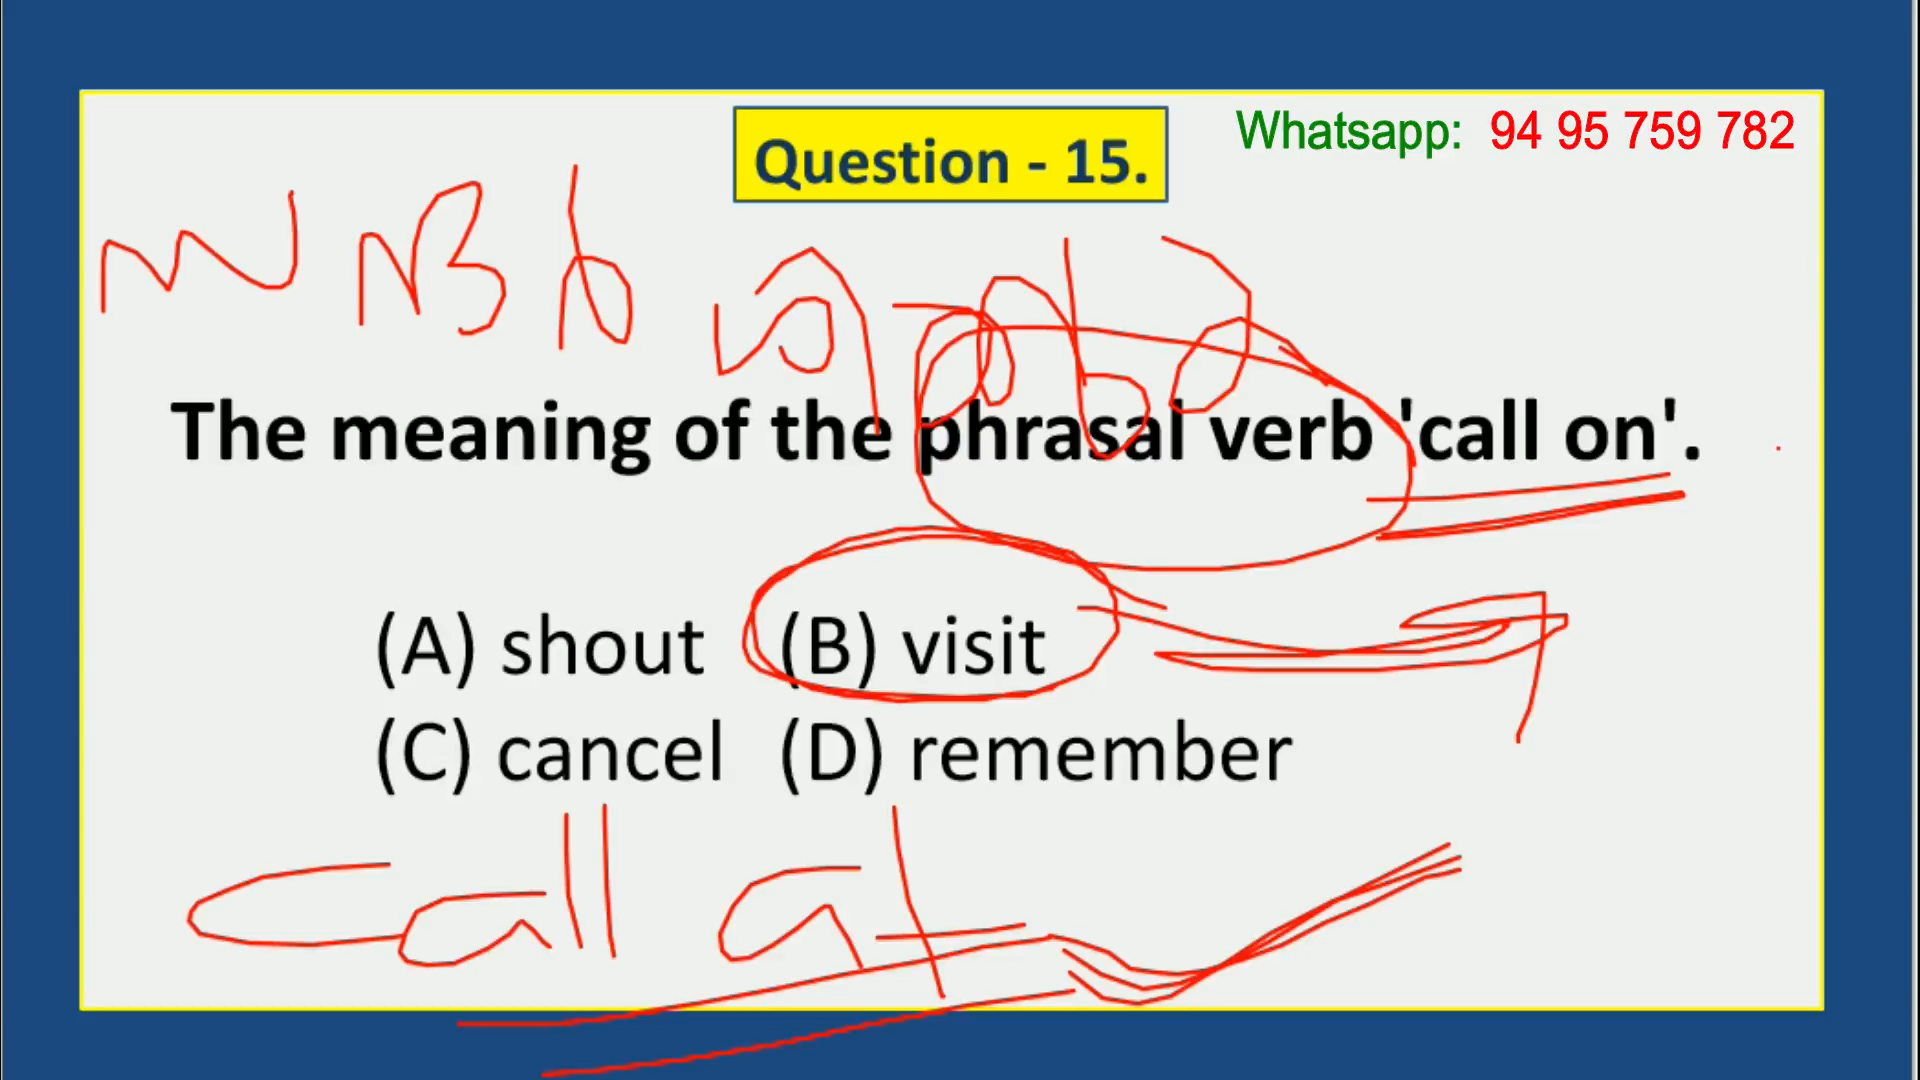 Whatsapp: 94 95 759 782
Question - 15.
The meaning of the phrasal verb 'call on'.
(A) shout (B) visit
(C) cancel (D) remember
call at